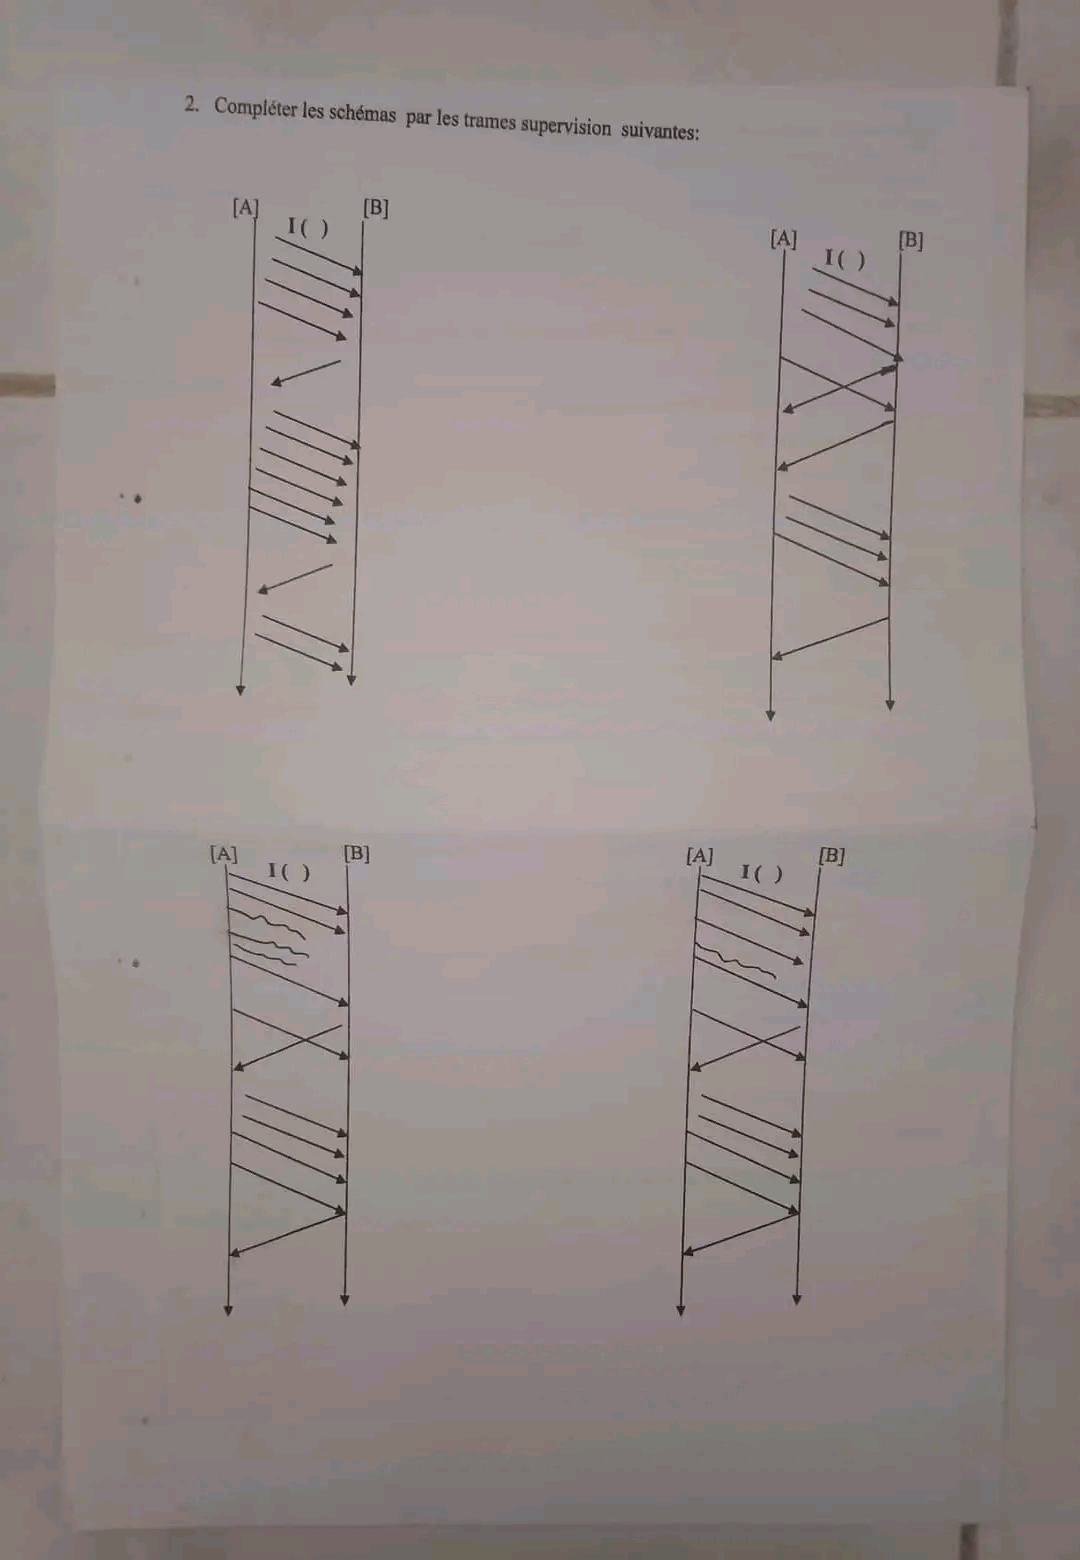 2. Compléter les schémas par les trames supervision suivantes:
[A] I ( ) [B]
[A] I ( ) [B]
[A] I ( ) [B]
[A] I ( ) [B]